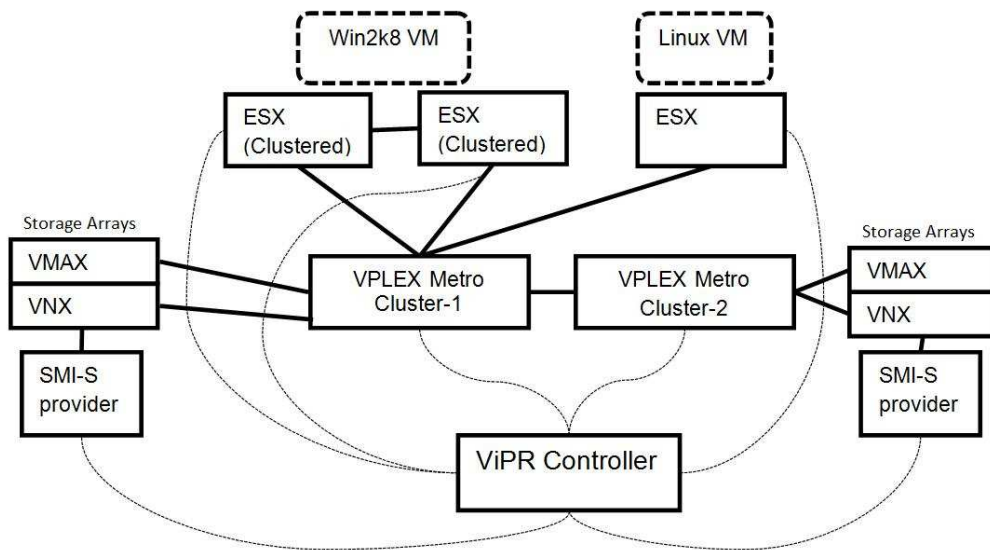 Win2k8 VM
Linux VM
ESX
(Clustered)
ESX
(Clustered)
ESX
Storage Arrays
VMAX
VNX
SMI-S
provider
VPLEX Metro
Cluster-1
VPLEX Metro
Cluster-2
Storage Arrays
VMAX
VNX
SMI-S
provider
ViPR Controller